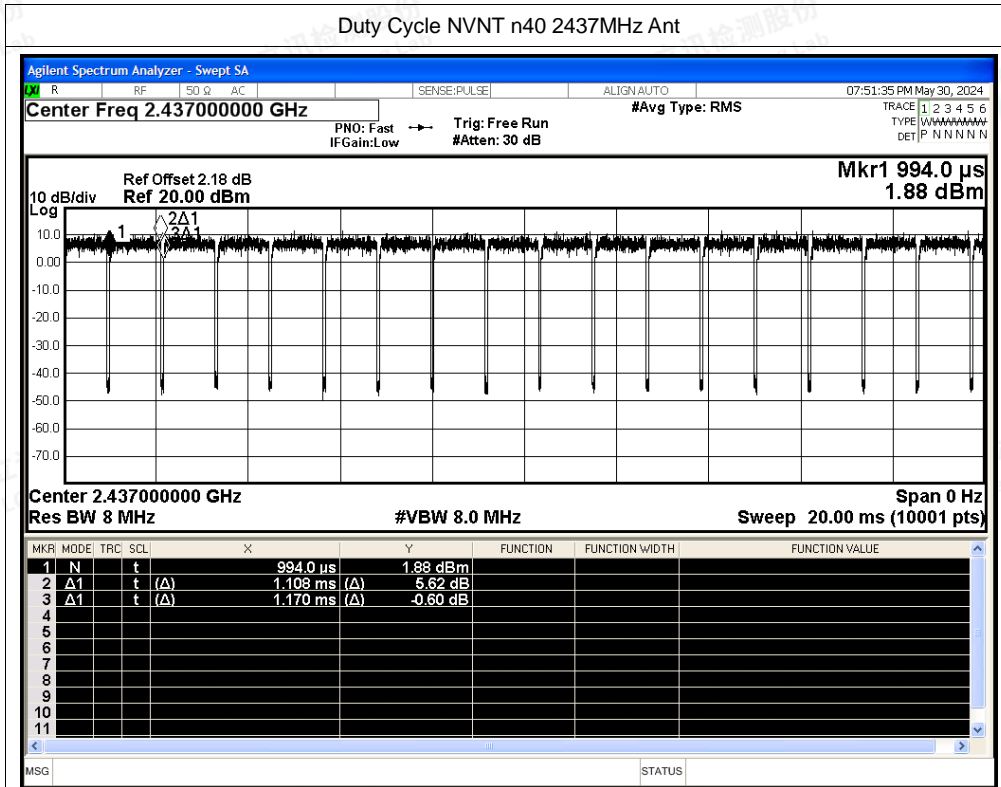 Duty Cycle NVNT n40 2437MHz Ant
Agilent Spectrum Analyzer - Swept SA
LXI R RF 50 Ω AC SENSE:PULSE ALIGN AUTO 07:51:35 PM May 30, 2024
Center Freq 2.437000000 GHz #Avg Type: RMS TRACE 1 2 3 4 5 6
PNO: Fast Trig: Free Run TYPE WWWWWW
IFGain:Low #Atten: 30 dB DET P N N N N N
Mkr1 994.0 µs
Ref Offset 2.18 dB
10 dB/div Ref 20.00 dBm 1.88 dBm
Log
2Δ1
1 3Δ1
10.0
0.00
-10.0
-20.0
-30.0
-40.0
-50.0
-60.0
-70.0
Center 2.437000000 GHz Span 0 Hz
Res BW 8 MHz #VBW 8.0 MHz Sweep 20.00 ms (10001 pts)
MKR MODE TRC SCL X Y FUNCTION FUNCTION WIDTH FUNCTION VALUE
1 N t 994.0 µs 1.88 dBm
2 Δ1 t (Δ) 1.108 ms (Δ) 5.62 dB
3 Δ1 t (Δ) 1.170 ms (Δ) -0.60 dB
4
5
6
7
8
9
10
11
MSG STATUS